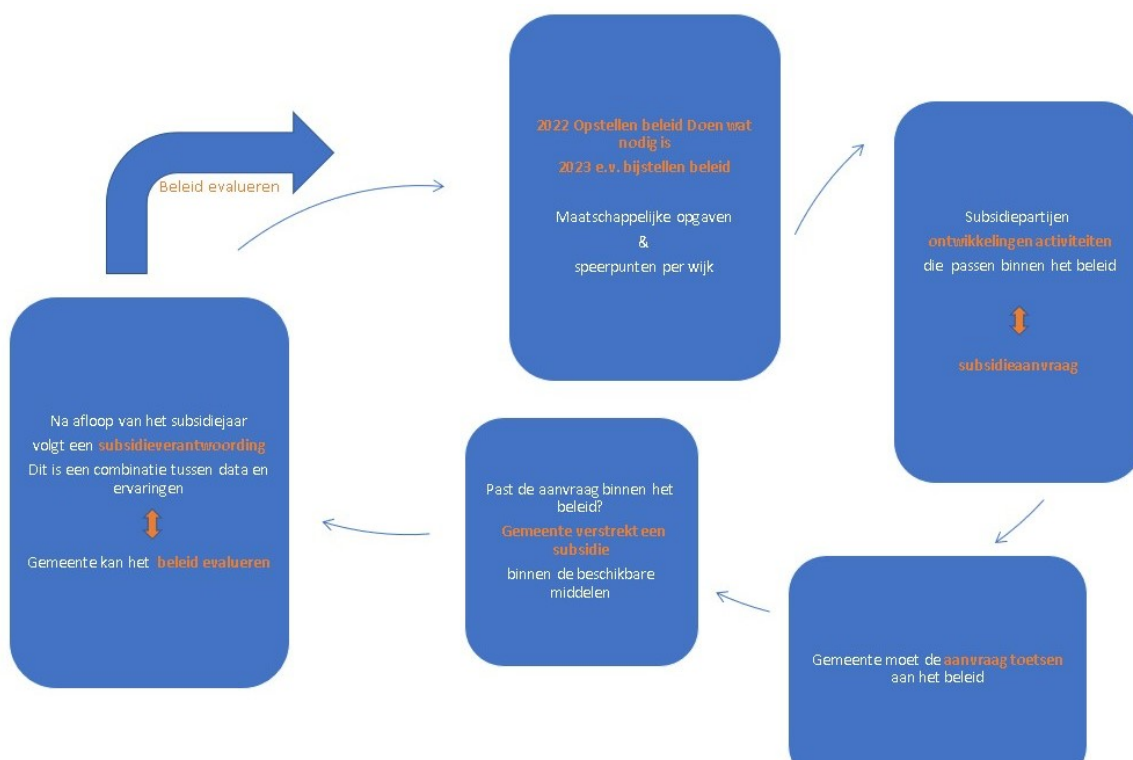 Beleid evalueren
2022 Opstellen beleid Doen wat
nodig is
2023 e.v. bijstellen beleid
Maatschappelijke opgaven
&
speerpunten per wijk
Subsidiepartijen
ontwikkelingen activiteiten
die passen binnen het beleid
subsidieaanvraag
Gemeente moet de aanvraag toetsen
aan het beleid
Past de aanvraag binnen het
beleid?
Gemeente verstrekt een
subsidie
binnen de beschikbare
middelen
Na afloop van het subsidiejaar
volgt een subsidieverantwoording
Dit is een combinatie tussen data en
ervaringen
Gemeente kan het beleid evalueren